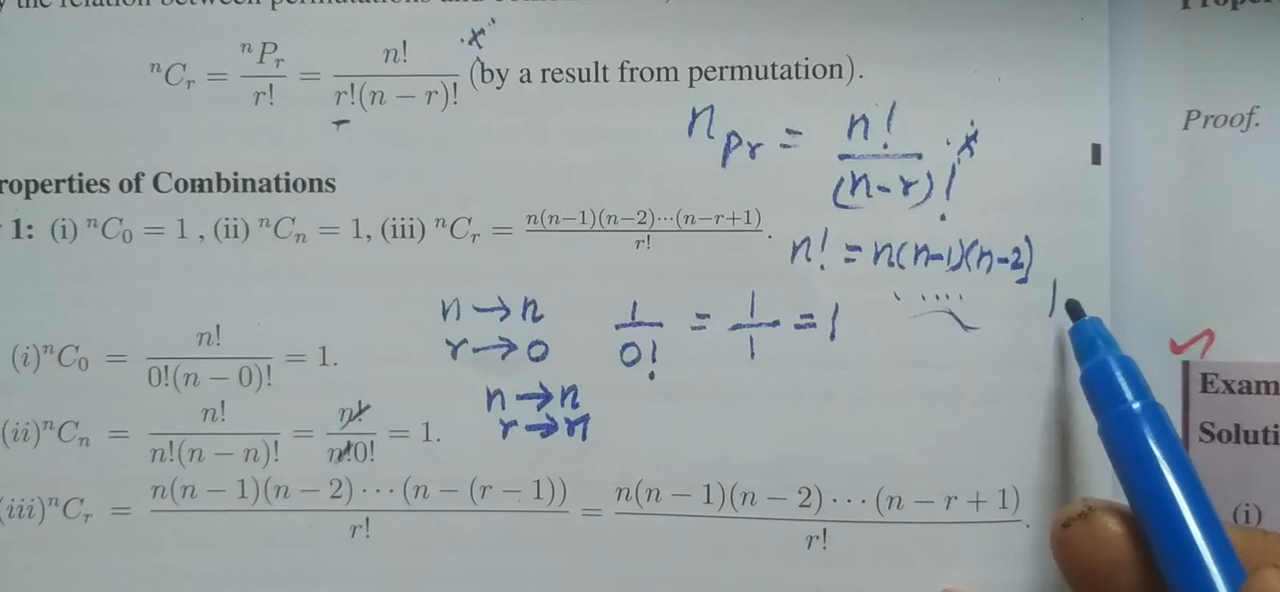 ⁿCᵣ = ⁿPᵣ / r! = n! / r!(n − r)! (by a result from permutation).
nPr = n! / (n-r)!
Proof.
roperties of Combinations
1: (i) ⁿC₀ = 1 , (ii) ⁿCₙ = 1, (iii) ⁿCᵣ = n(n−1)(n−2)⋯(n−r+1) / r! .
n! = n(n-1)(n-2)
..... 1
n → n
r → 0
1/0! = 1/1 = 1
(i)ⁿC₀ = n! / 0!(n − 0)! = 1.
n → n
r → n
(ii)ⁿCₙ = n! / n!(n − n)! = n! / n!0! = 1.
(iii)ⁿCᵣ = n(n − 1)(n − 2) ⋯ (n − (r − 1)) / r! = n(n − 1)(n − 2) ⋯ (n − r + 1) / r! .
Exam
Soluti
(i)